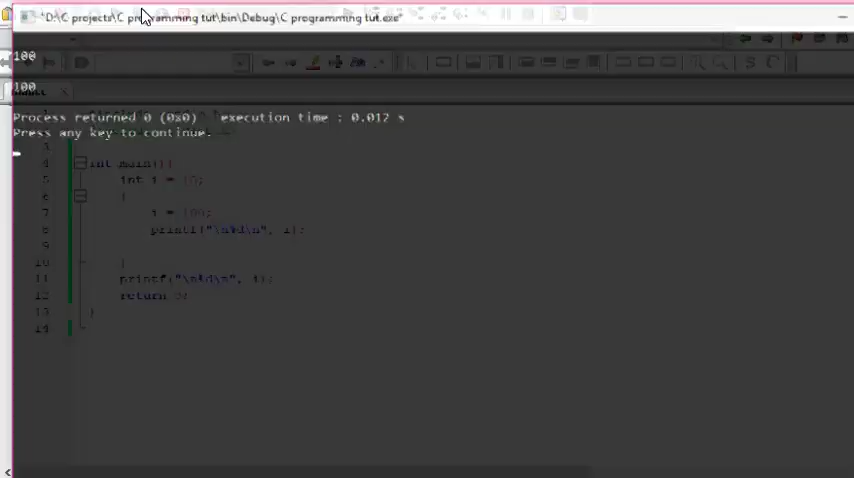 "D:\C projects\C programming tut\bin\Debug\C programming tut.exe"
100
100
Process returned 0 (0x0)   execution time : 0.012 s
Press any key to continue.
3
4 int main(){
5 int i = 10;
6 {
7 i = 100;
8 printf("\n%d\n", i);
9
10 }
11 printf("\n%d\n", i);
12 return 0;
13 }
14